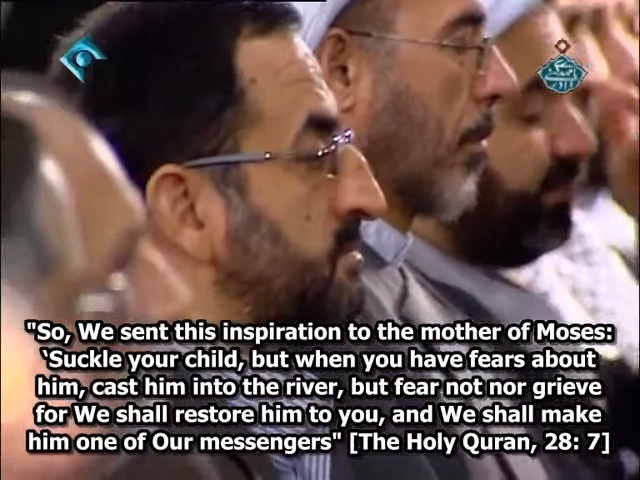 "So, We sent this inspiration to the mother of Moses:
‘Suckle your child, but when you have fears about
him, cast him into the river, but fear not nor grieve
for We shall restore him to you, and We shall make
him one of Our messengers" [The Holy Quran, 28: 7]